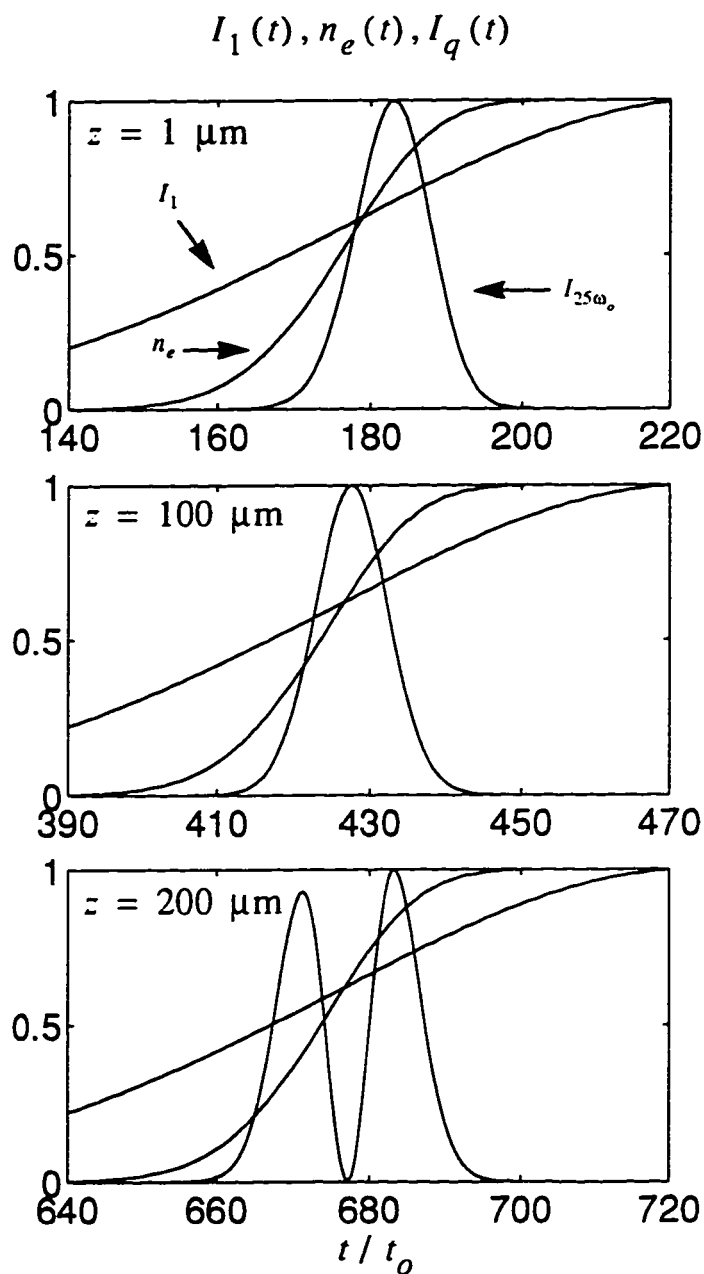 I₁(t), nₑ(t), I_q(t)
1
z = 1 μm
I₁
0.5
I₂₅ωₒ
nₑ
0
140 160 180 200 220
1
z = 100 μm
0.5
0
390 410 430 450 470
1
z = 200 μm
0.5
0
640 660 680 700 720
t / tₒ